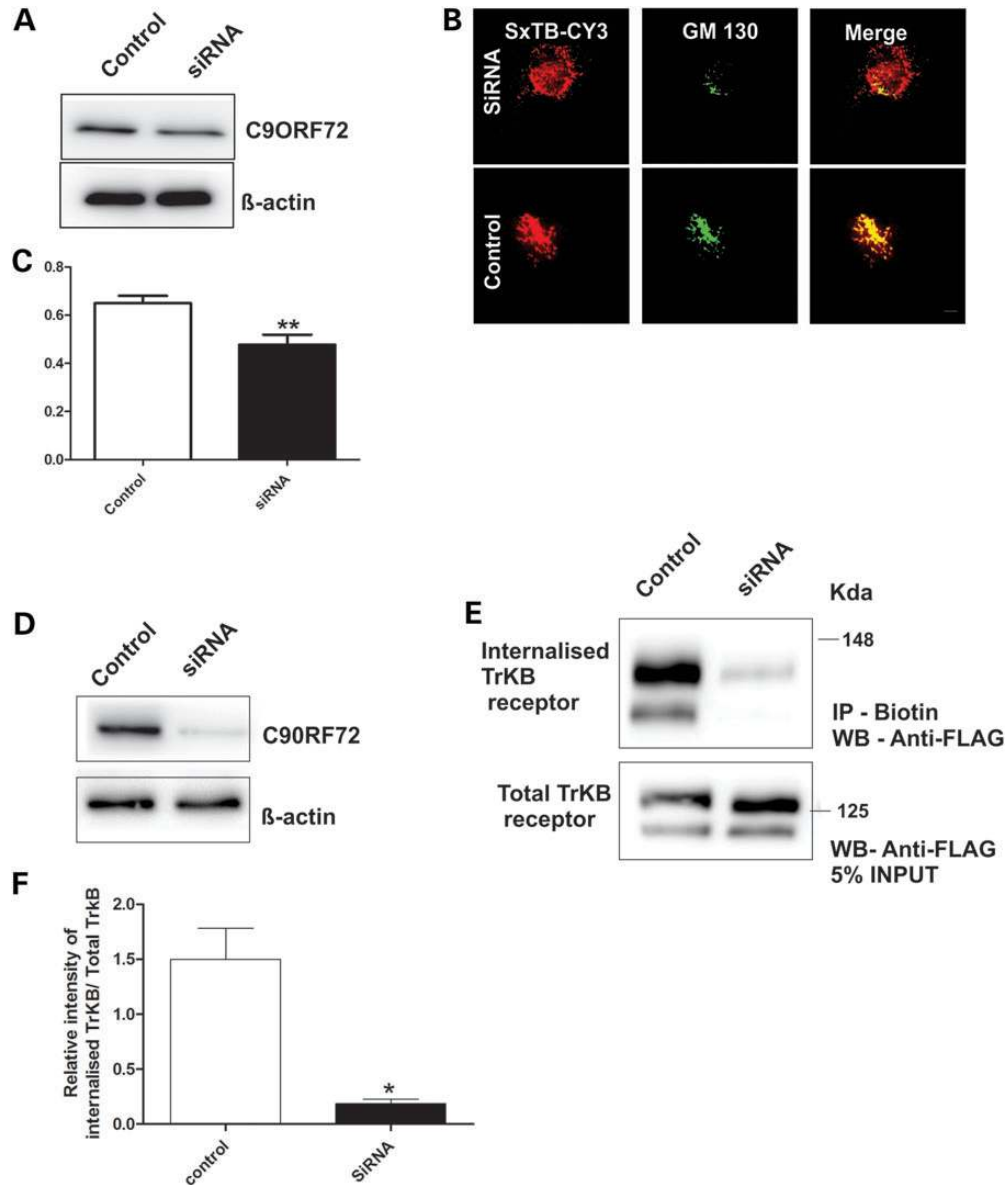 A
Control
siRNA
C9ORF72
ß-actin
B
SxTB-CY3
GM 130
Merge
SiRNA
Control
C
0.8
0.6
0.4
0.2
0.0
**
Control
siRNA
D
Control
siRNA
C90RF72
ß-actin
E
Control
siRNA
Kda
Internalised
TrKB
receptor
148
IP - Biotin
WB - Anti-FLAG
Total TrKB
receptor
125
WB- Anti-FLAG
5% INPUT
F
Relative intensity of
internalised TrKB/ Total TrkB
2.0
1.5
1.0
0.5
0.0
*
control
SiRNA